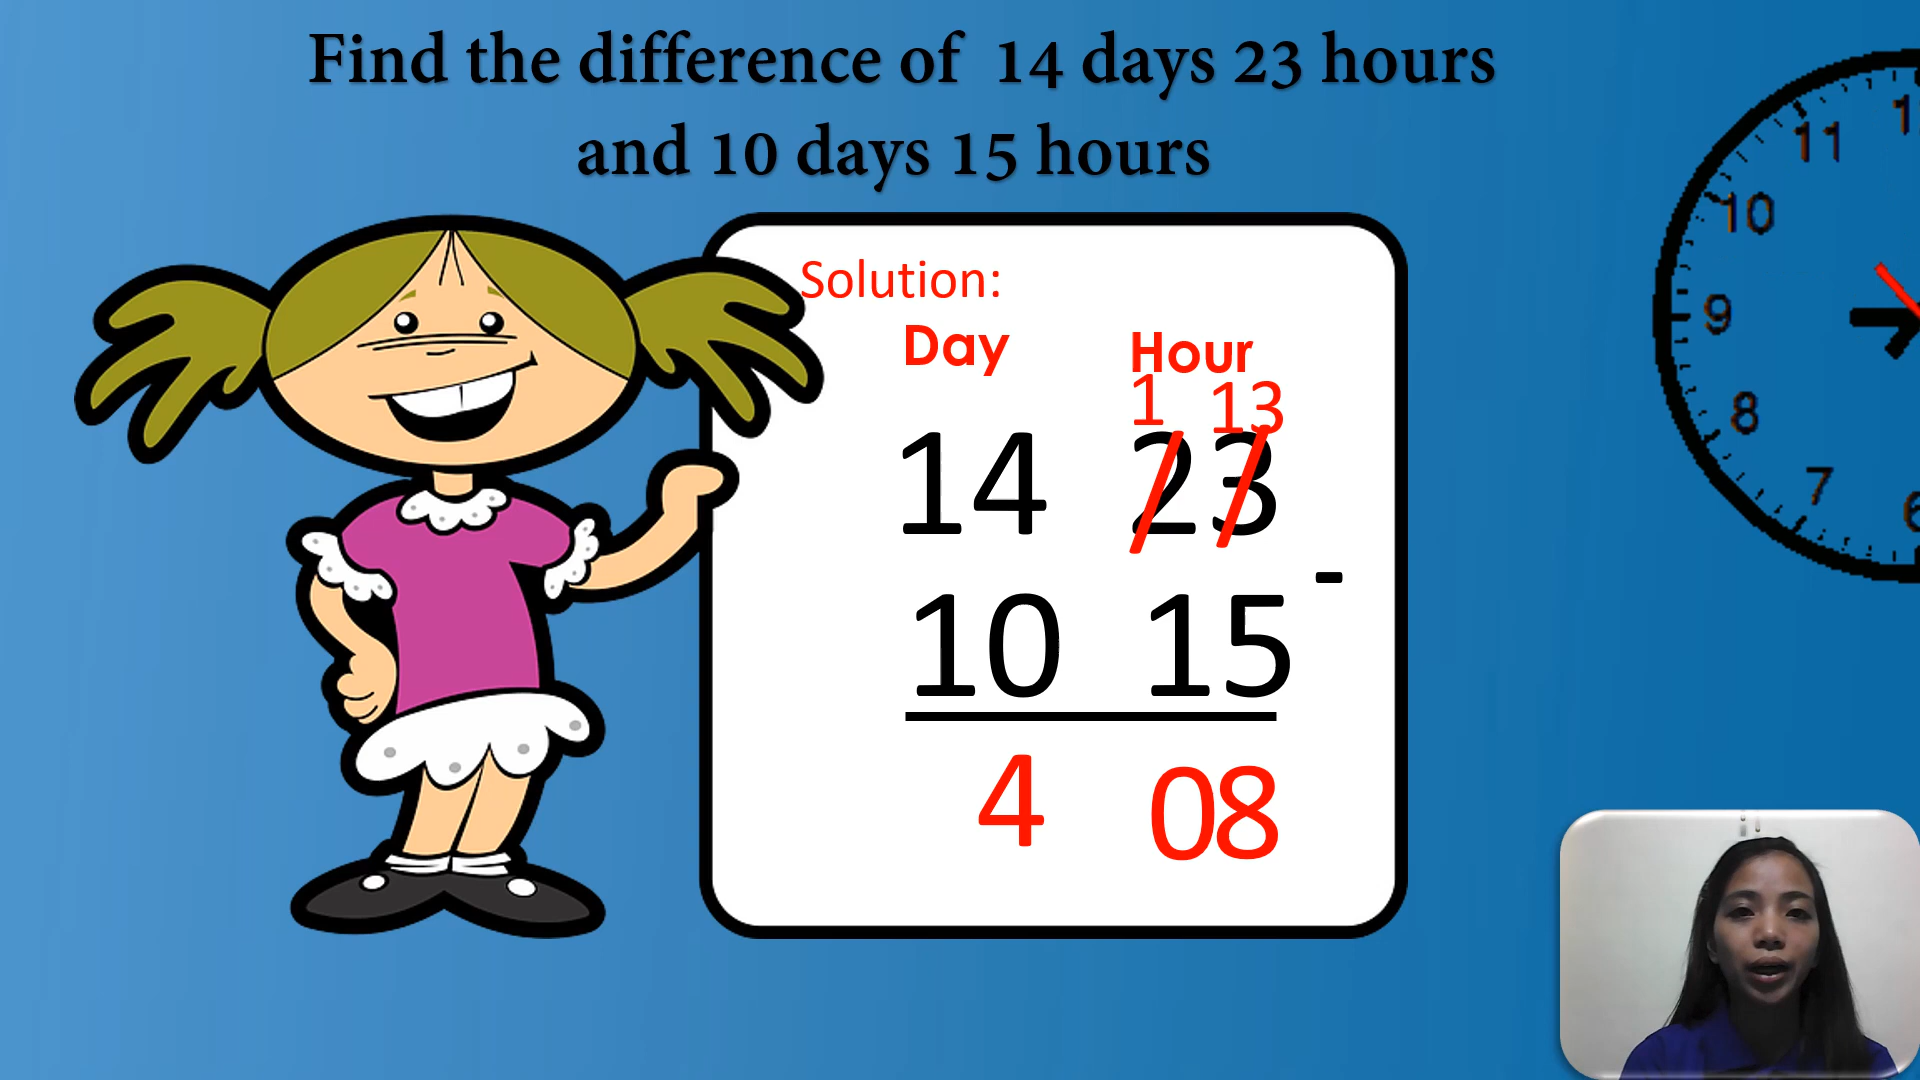 Find the difference of 14 days 23 hours
and 10 days 15 hours
Solution:
Day Hour
1 13
14 23
-
10 15
4 08
11
10
9
8
7
6